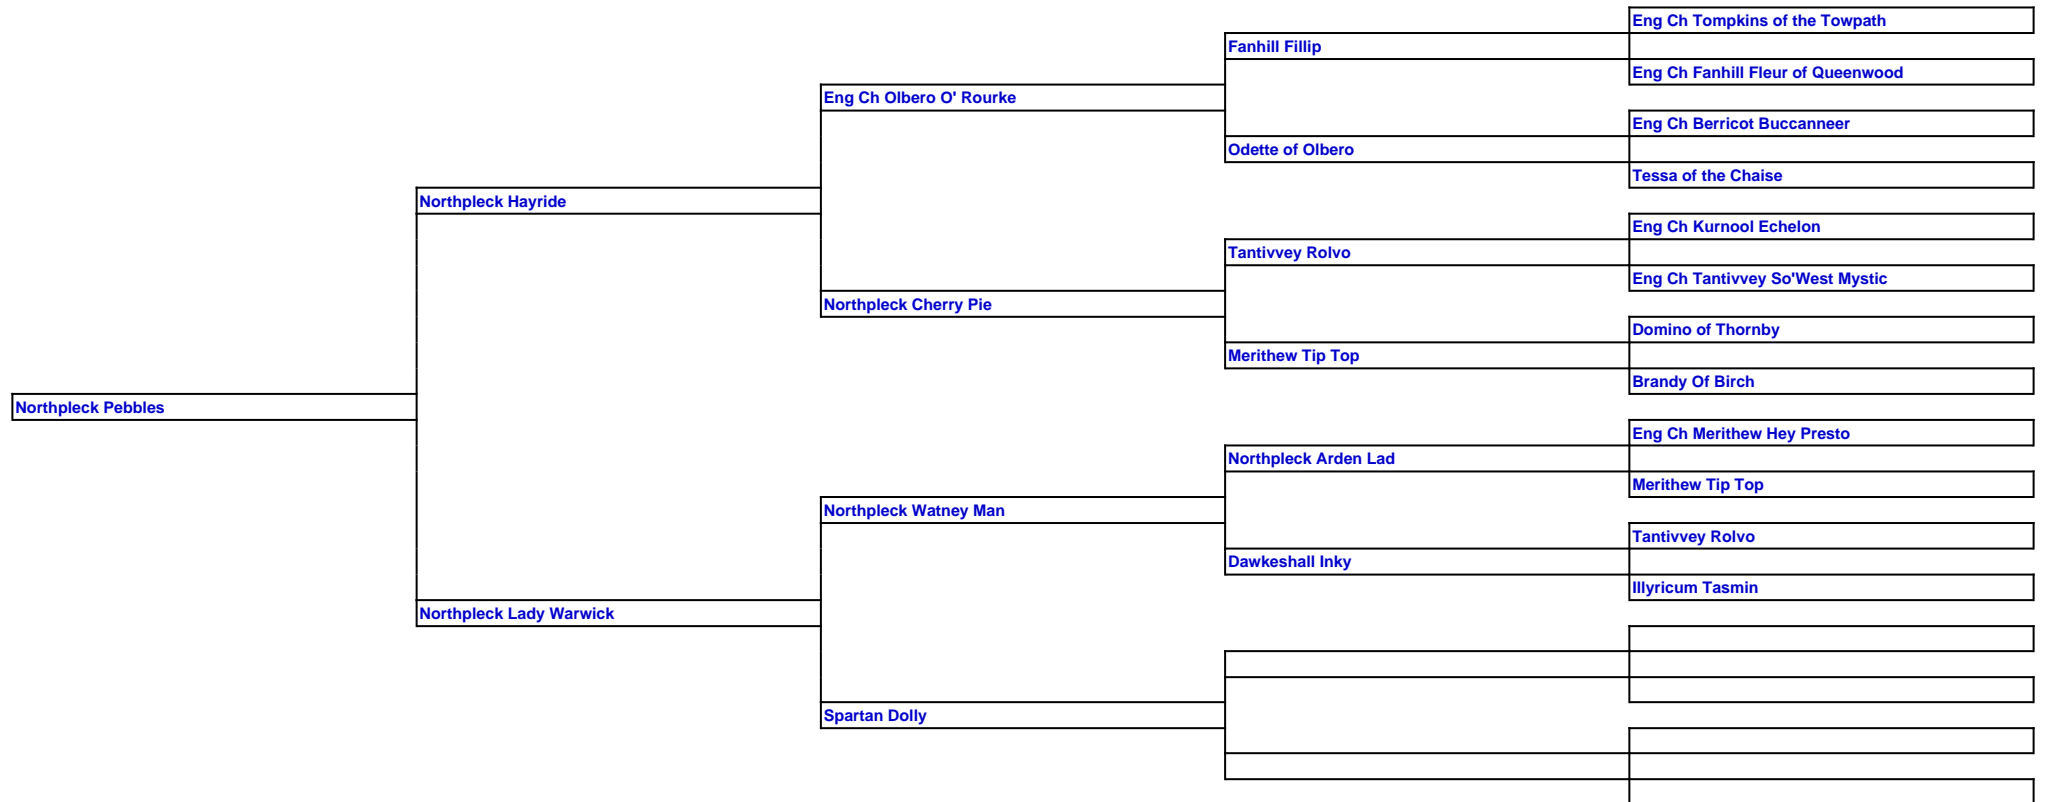 Eng Ch Tompkins of the Towpath
Fanhill Fillip
Eng Ch Fanhill Fleur of Queenwood
Eng Ch Olbero O' Rourke
Eng Ch Berricot Buccanneer
Odette of Olbero
Tessa of the Chaise
Northpleck Hayride
Eng Ch Kurnool Echelon
Tantivvey Rolvo
Eng Ch Tantivvey So'West Mystic
Northpleck Cherry Pie
Domino of Thornby
Merithew Tip Top
Brandy Of Birch
Northpleck Pebbles
Eng Ch Merithew Hey Presto
Northpleck Arden Lad
Merithew Tip Top
Northpleck Watney Man
Tantivvey Rolvo
Dawkeshall Inky
Illyricum Tasmin
Northpleck Lady Warwick
Spartan Dolly